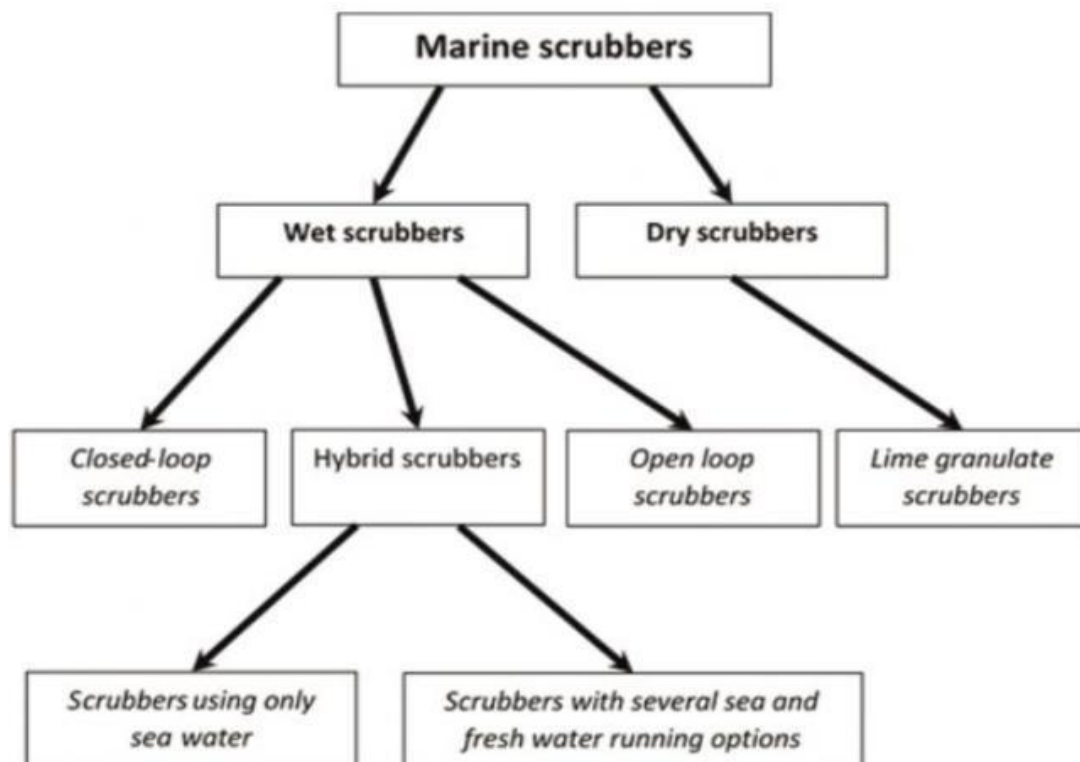 Marine scrubbers
Wet scrubbers
Dry scrubbers
Closed-loop
scrubbers
Hybrid scrubbers
Open loop
scrubbers
Lime granulate
scrubbers
Scrubbers using only
sea water
Scrubbers with several sea and
fresh water running options